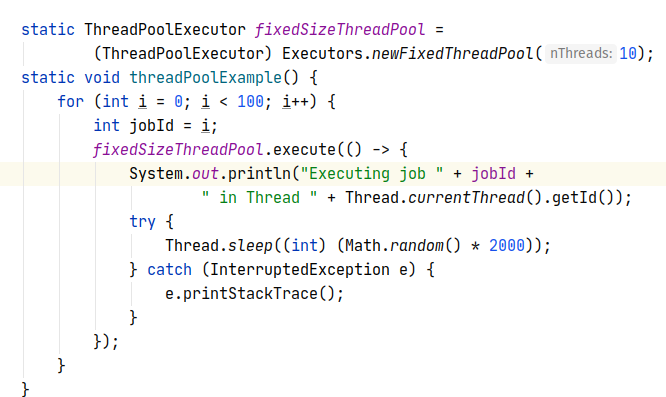 static ThreadPoolExecutor fixedSizeThreadPool =
(ThreadPoolExecutor) Executors.newFixedThreadPool( nThreads: 10);
static void threadPoolExample() {
for (int i = 0; i < 100; i++) {
int jobId = i;
fixedSizeThreadPool.execute(() -> {
System.out.println("Executing job " + jobId +
" in Thread " + Thread.currentThread().getId());
try {
Thread.sleep((int) (Math.random() * 2000));
} catch (InterruptedException e) {
e.printStackTrace();
}
});
}
}